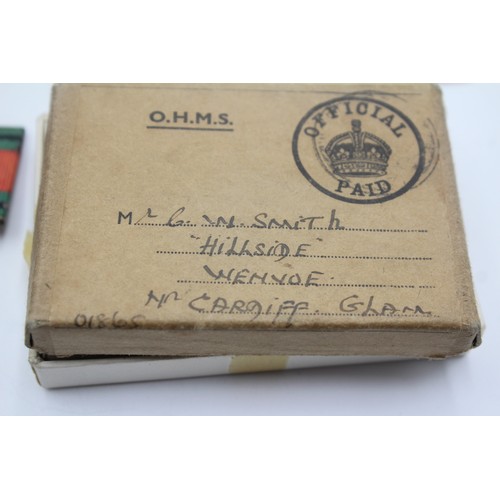 O.H.M.S.
OFFICIAL
PAID
Mr G. W. Smith
"Hillside"
Wenvoe.
Nr Cardiff. Glam
01865